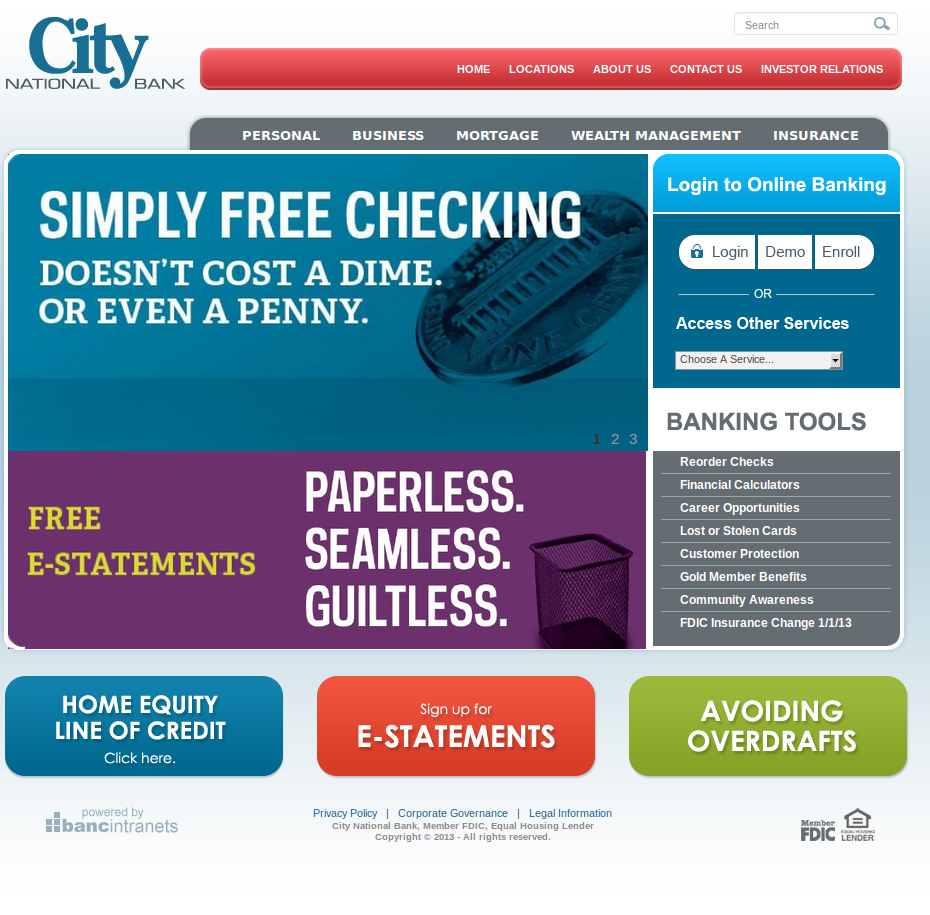 City
NATIONAL BANK
Search
HOME LOCATIONS ABOUT US CONTACT US INVESTOR RELATIONS
PERSONAL BUSINESS MORTGAGE WEALTH MANAGEMENT INSURANCE
SIMPLY FREE CHECKING
DOESN'T COST A DIME.
OR EVEN A PENNY.
ONE CENT
1 2 3
Login to Online Banking
Login Demo Enroll
OR
Access Other Services
Choose A Service...
BANKING TOOLS
Reorder Checks
Financial Calculators
Career Opportunities
Lost or Stolen Cards
Customer Protection
Gold Member Benefits
Community Awareness
FDIC Insurance Change 1/1/13
FREE
E-STATEMENTS
PAPERLESS.
SEAMLESS.
GUILTLESS.
HOME EQUITY
LINE OF CREDIT
Click here.
Sign up for
E-STATEMENTS
AVOIDING
OVERDRAFTS
powered by
bancintranets
Privacy Policy | Corporate Governance | Legal Information
City National Bank, Member FDIC, Equal Housing Lender
Copyright © 2013 - All rights reserved.
Member
FDIC
EQUAL HOUSING
LENDER